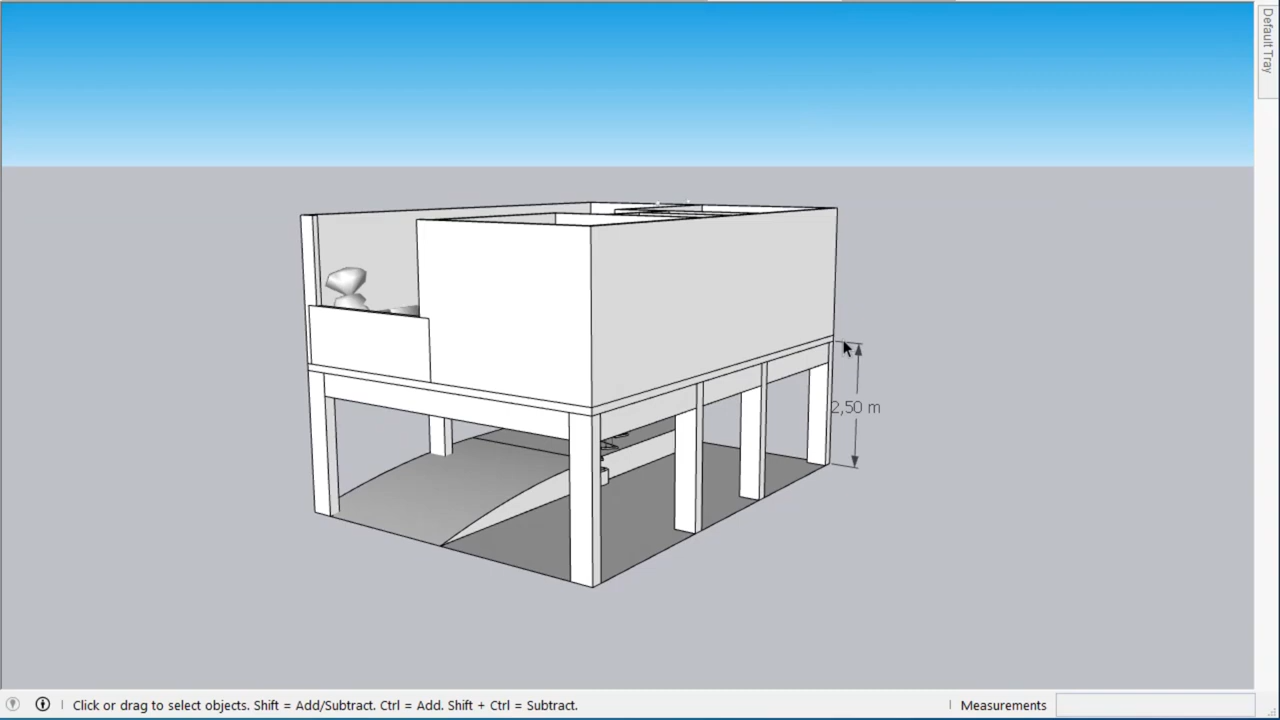 Default Tray
2,50 m
Click or drag to select objects. Shift = Add/Subtract. Ctrl = Add. Shift + Ctrl = Subtract.
Measurements